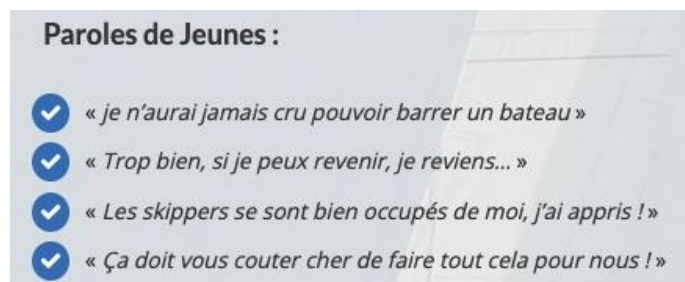 Paroles de Jeunes :
« je n'aurai jamais cru pouvoir barrer un bateau »
« Trop bien, si je peux revenir, je reviens... »
« Les skippers se sont bien occupés de moi, j'ai appris ! »
« Ça doit vous couter cher de faire tout cela pour nous ! »